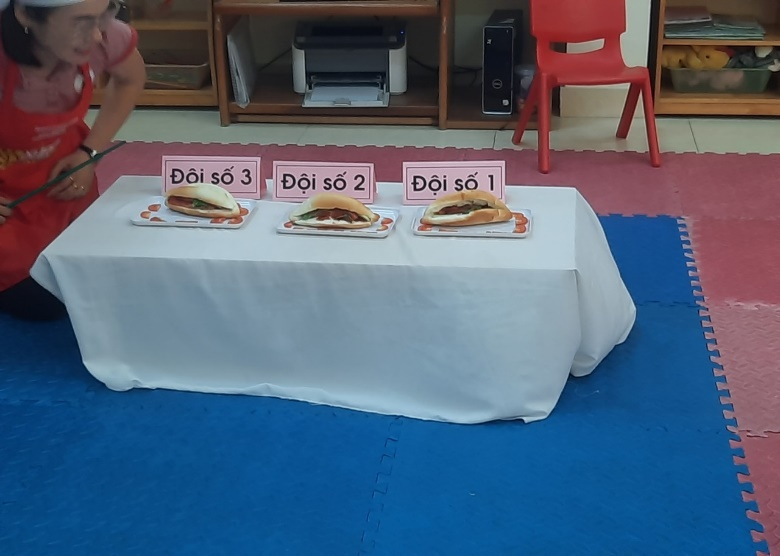 Đội số 3
Đội số 2
Đội số 1